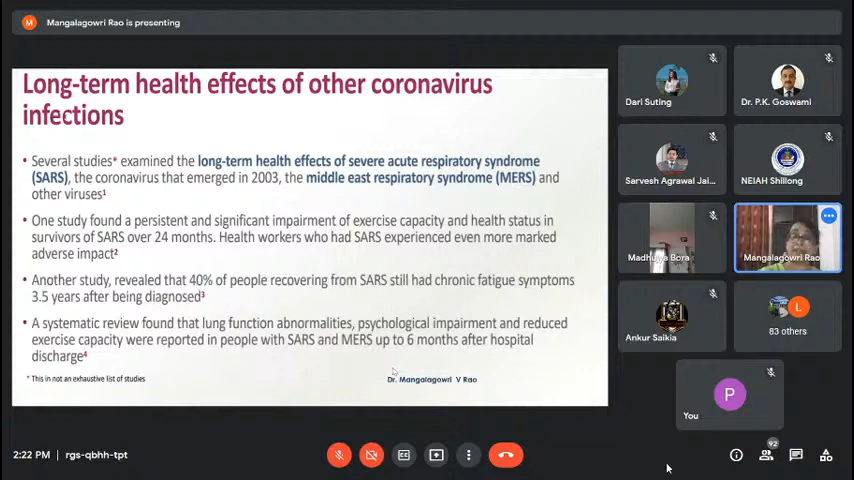 M Mangalagowri Rao is presenting
Long-term health effects of other coronavirus
infections
• Several studies* examined the long-term health effects of severe acute respiratory syndrome
(SARS), the coronavirus that emerged in 2003, the middle east respiratory syndrome (MERS) and
other viruses¹
• One study found a persistent and significant impairment of exercise capacity and health status in
survivors of SARS over 24 months. Health workers who had SARS experienced even more marked
adverse impact²
• Another study, revealed that 40% of people recovering from SARS still had chronic fatigue symptoms
3.5 years after being diagnosed³
• A systematic review found that lung function abnormalities, psychological impairment and reduced
exercise capacity were reported in people with SARS and MERS up to 6 months after hospital
discharge⁴
* This in not an exhaustive list of studies
Dr. Mangalagowri V Rao
Dari Suting
Dr. P.K. Goswami
Sarvesh Agrawal Jai...
NEIAH Shillong
Madhurya Bora
Mangalagowri Rao
Ankur Saikia
L
83 others
P
You
2:22 PM | rgs-qbhh-tpt
92